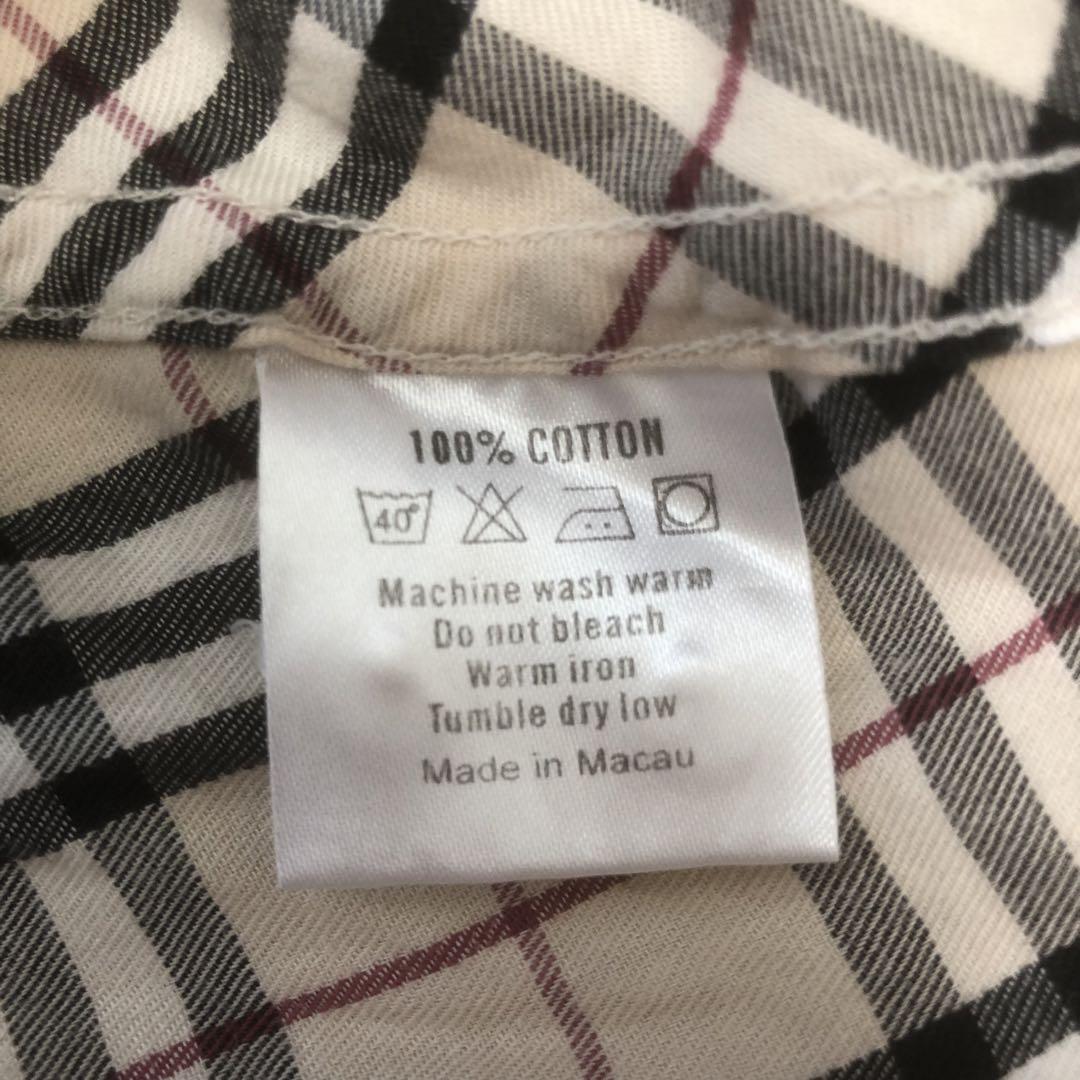 100% COTTON
40°
Machine wash warm
Do not bleach
Warm iron
Tumble dry low
Made in Macau